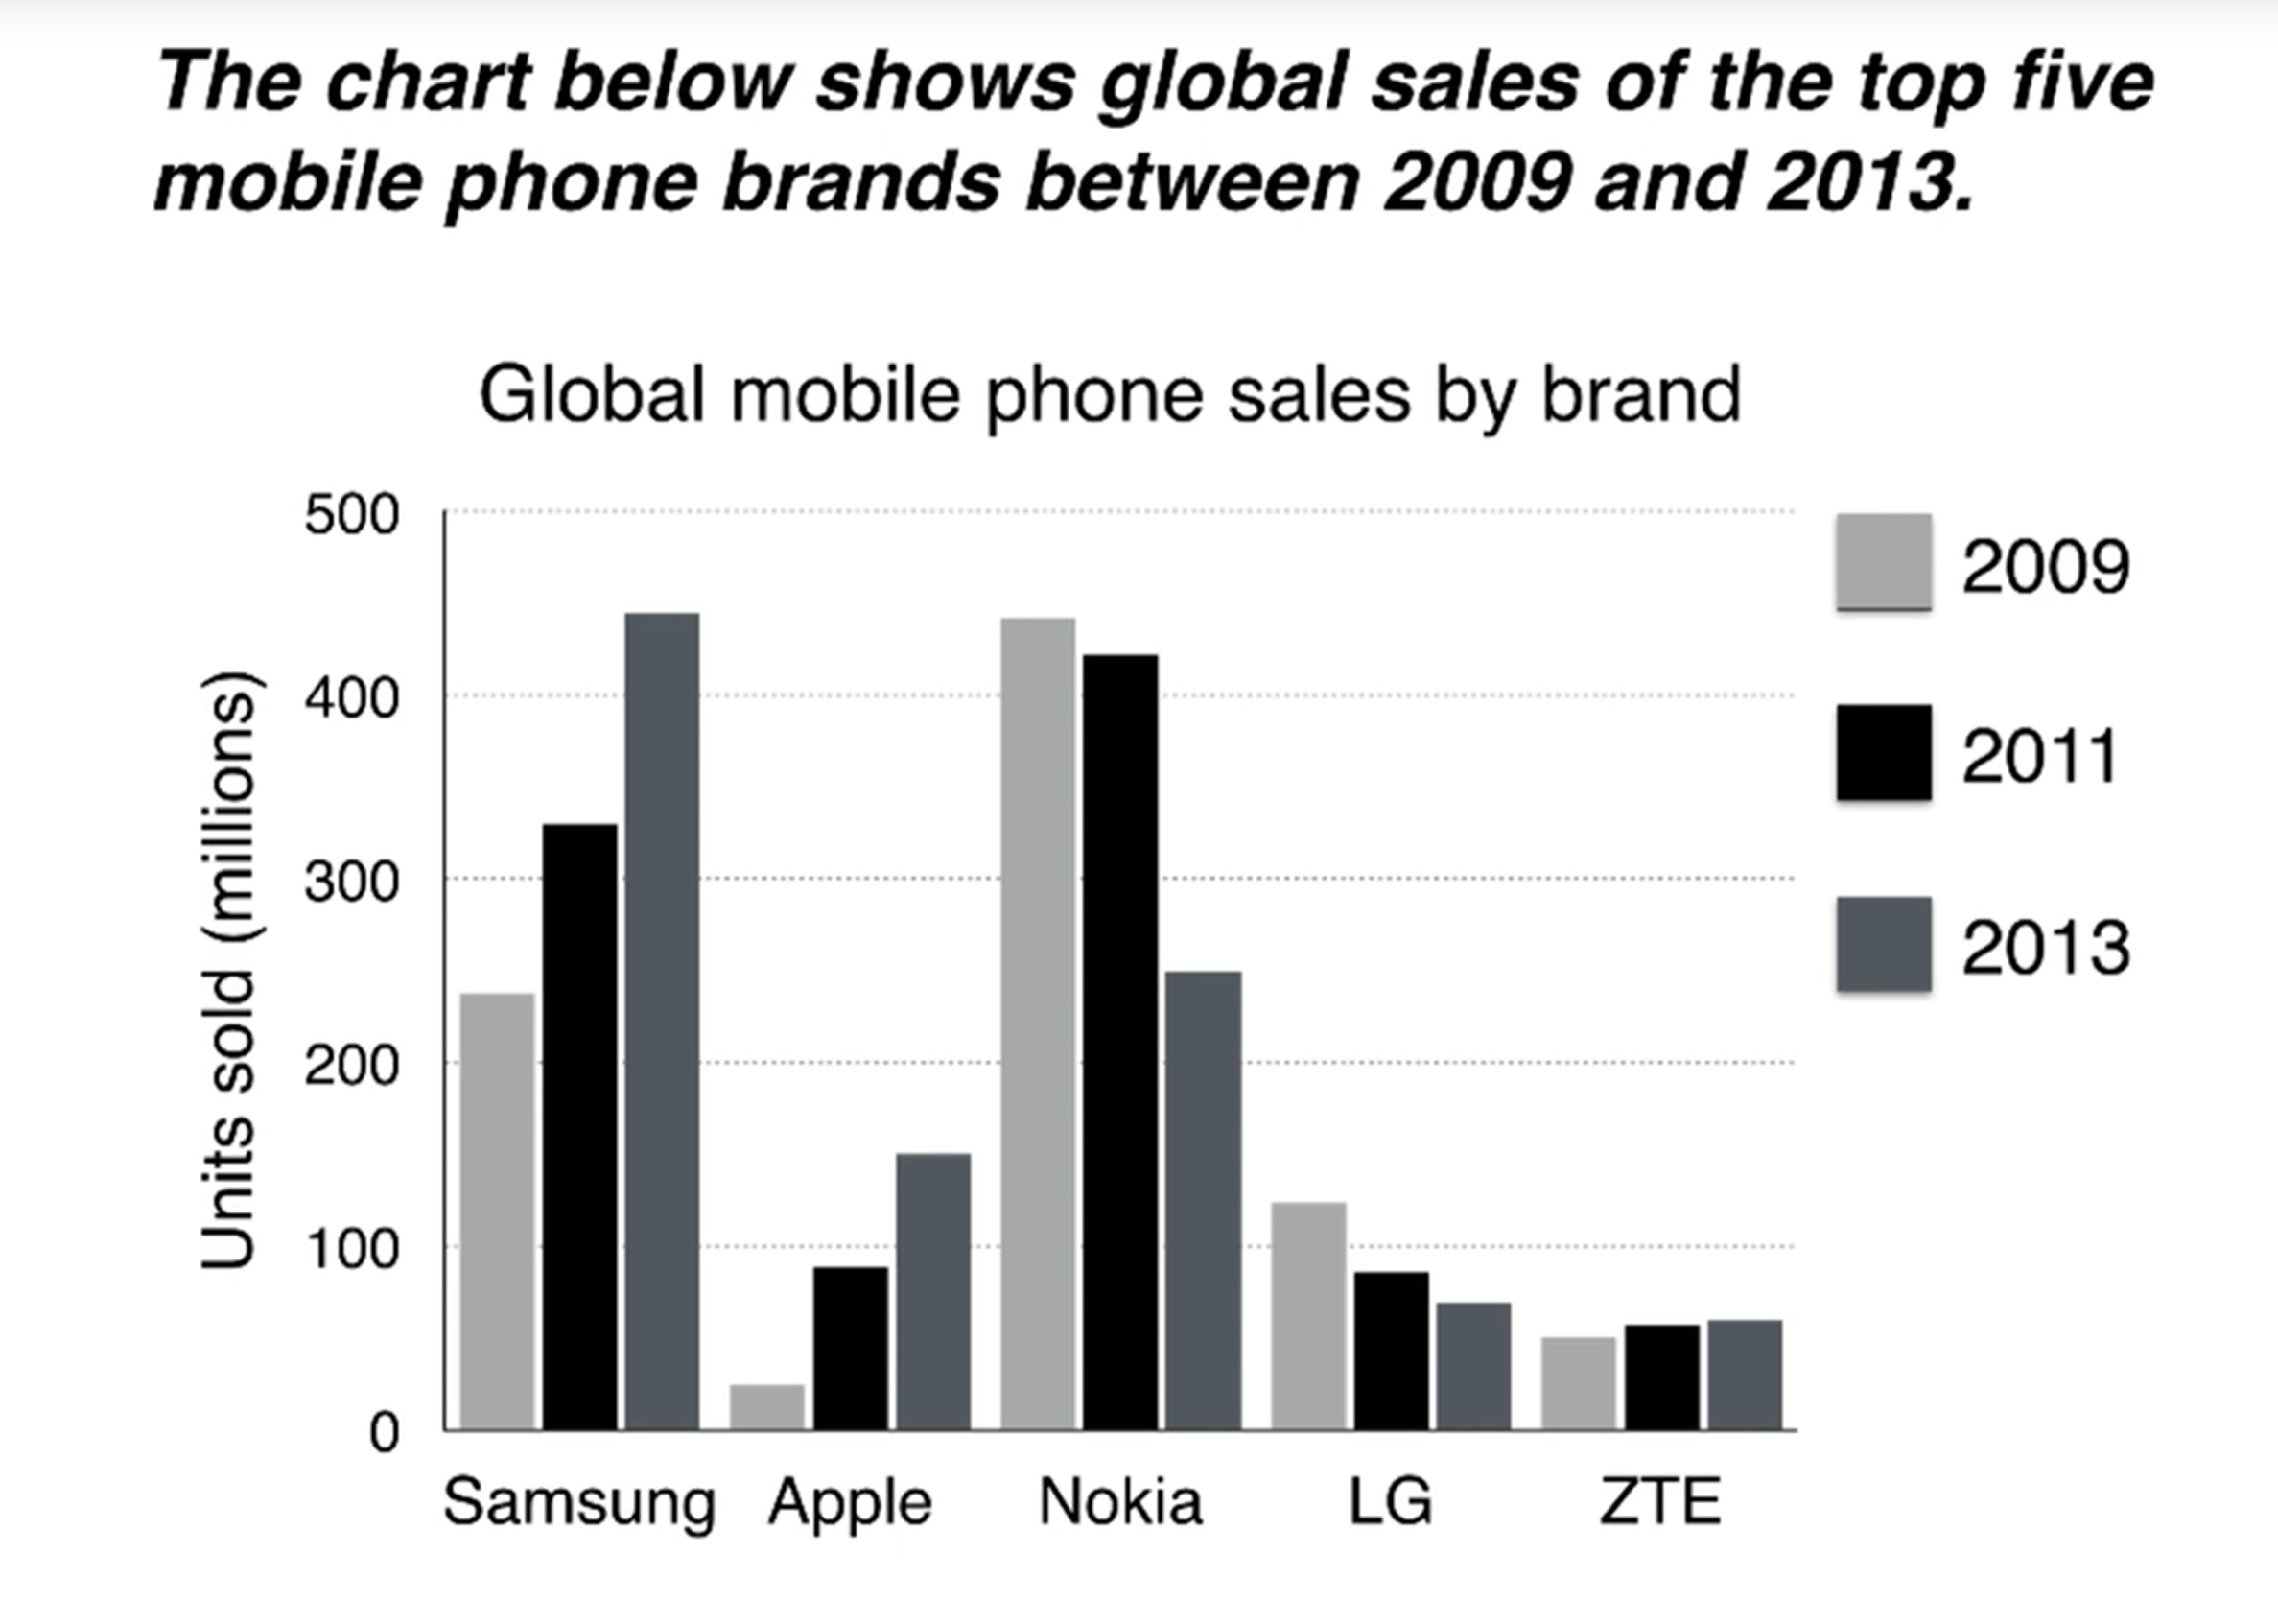 The chart below shows global sales of the top five
mobile phone brands between 2009 and 2013.
Global mobile phone sales by brand
Units sold (millions)
500
400
300
200
100
0
Samsung Apple Nokia LG ZTE
2009
2011
2013